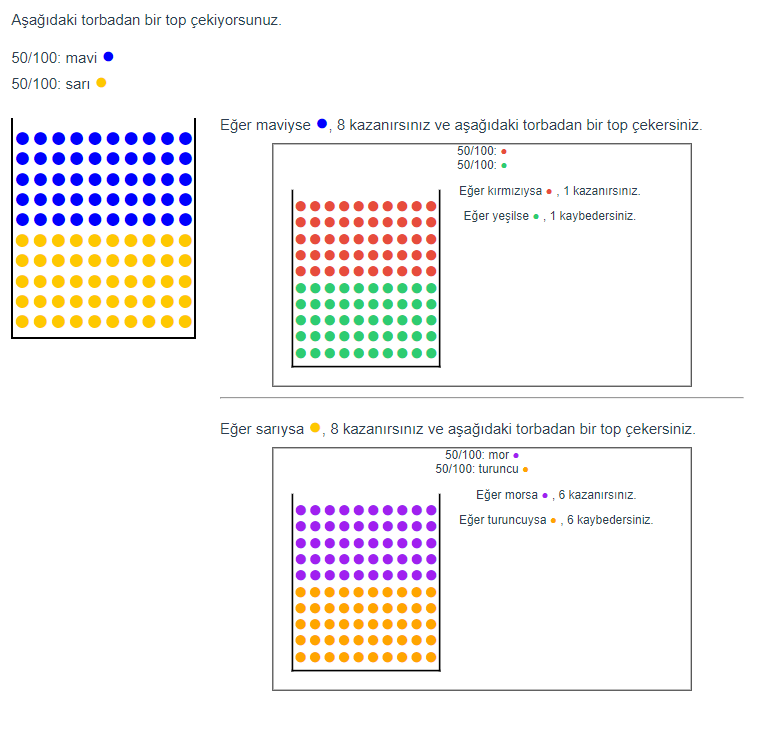 Aşağıdaki torbadan bir top çekiyorsunuz.
50/100: mavi
50/100: sarı
Eğer maviyse , 8 kazanırsınız ve aşağıdaki torbadan bir top çekersiniz.
50/100:
50/100:
Eğer kırmızıysa , 1 kazanırsınız.
Eğer yeşilse , 1 kaybedersiniz.
Eğer sarıysa , 8 kazanırsınız ve aşağıdaki torbadan bir top çekersiniz.
50/100: mor
50/100: turuncu
Eğer morsa , 6 kazanırsınız.
Eğer turuncuysa , 6 kaybedersiniz.